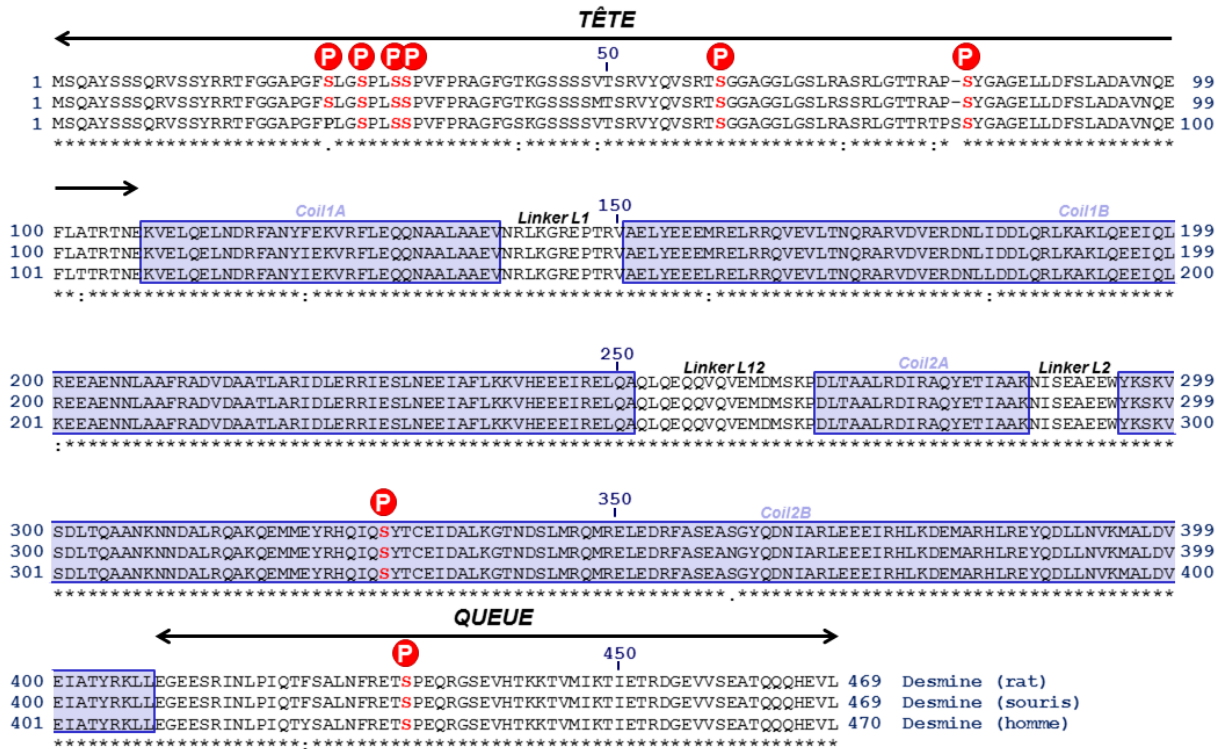 TÊTE
P P P P P P
50
1 MSQAYSSSQRVSSYRRTFGGAPGFSLGSPLSSPVFPRAGFGTKGSSSSVTSRVYQVSRTSGGAGGLGSLRASRLGTTRAP-SYGAGELLDFSLADAVNQE 99
1 MSQAYSSSQRVSSYRRTFGGAPGFSLGSPLSSPVFPRAGFGTKGSSSSMTSRVYQVSRTSGGAGGLGSLRASRLGTTRAP-SYGAGELLDFSLADAVNQE 99
1 MSQAYSSSQRVSSYRRTFGGAPGFPLGSPLSSPVFPRAGFGSKGSSSSVTSRVYQVSRTSGGAGGLGSLRASRLGTTRTPSSYGAGELLDFSLADAVNQE 100
************************.****************:******:*********************:*******:* *******************
Coil1A Linker L1 150 Coil1B
100 FLATRTNEKVELQELNDRFANYFEKVRFLEQQNAALAAEVNRLKGREPTRVAELYEEEMRELRRQVEVLTNQRARVDVERDNLIDDLQRLKAKLQEEIQL 199
100 FLATRTNEKVELQELNDRFANYIEKVRFLEQQNAALAAEVNRLKGREPTRVAELYEEEMRELRRQVEVLTNQRARVDVERDNLIDDLQRLKAKLQEEIQL 199
101 FLTTRTNEKVELQELNDRFANYIEKVRFLEQQNAALAAEVNRLKGREPTRVAELYEEELRELRRQVEVLTNQRARVDVERDNLLDDLQRLKAKLQEEIQL 200
**:*******************:***********************************:************************:****************
250 Linker L12 Coil2A Linker L2
200 REEAENNLAAFRADVDAATLARIDLERRIESLNEEIAFLKKVHEEEIRELQAQLQEQQVQVEMDMSKPDLTAALRDIRAQYETIAAKNISEAEEWYKSKV 299
200 REEAENNLAAFRADVDAATLARIDLERRIESLNEEIAFLKKVHEEEIRELQAQLQEQQVQVEMDMSKPDLTAALRDIRAQYETIAAKNISEAEEWYKSKV 299
201 KEEAENNLAAFRADVDAATLARIDLERRIESLNEEIAFLKKVHEEEIRELQAQLQEQQVQVEMDMSKPDLTAALRDIRAQYETIAAKNISEAEEWYKSKV 300
:***************************************************************************************************
P 350 Coil2B
300 SDLTQAANKNNDALRQAKQEMMEYRHQIQSYTCEIDALKGTNDSLMRQMRELEDRFASEASGYQDNIARLEEEIRHLKDEMARHLREYQDLLNVKMALDV 399
300 SDLTQAANKNNDALRQAKQEMMEYRHQIQSYTCEIDALKGTNDSLMRQMRELEDRFASEANGYQDNIARLEEEIRHLKDEMARHLREYQDLLNVKMALDV 399
301 SDLTQAANKNNDALRQAKQEMMEYRHQIQSYTCEIDALKGTNDSLMRQMRELEDRFASEASGYQDNIARLEEEIRHLKDEMARHLREYQDLLNVKMALDV 400
************************************************************.***************************************
QUEUE
P 450
400 EIATYRKLLEGEESRINLPIQTFSALNFRETSPEQRGSEVHTKKTVMIKTIETRDGEVVSEATQQQHEVL 469 Desmine (rat)
400 EIATYRKLLEGEESRINLPIQTFSALNFRETSPEQRGSEVHTKKTVMIKTIETRDGEVVSEATQQQHEVL 469 Desmine (souris)
401 EIATYRKLLEGEESRINLPIQTYSALNFRETSPEQRGSEVHTKKTVMIKTIETRDGEVVSEATQQQHEVL 470 Desmine (homme)
**********************:***********************************************